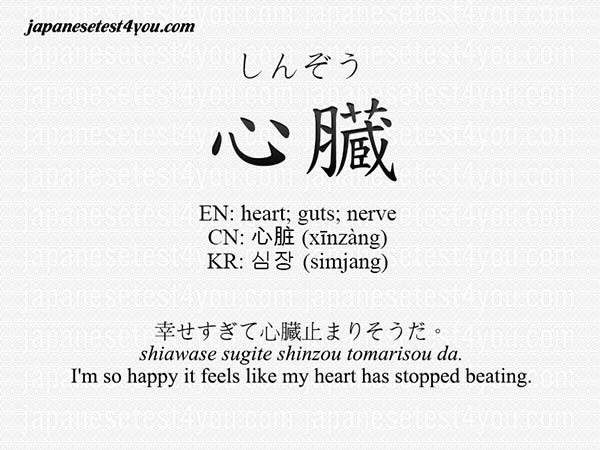 japanesetest4you.com
しんぞう
心臓
EN: heart; guts; nerve
CN: 心脏 (xīnzàng)
KR: 심장 (simjang)
幸せすぎて心臓止まりそうだ。
shiawase sugite shinzou tomarisou da.
I'm so happy it feels like my heart has stopped beating.